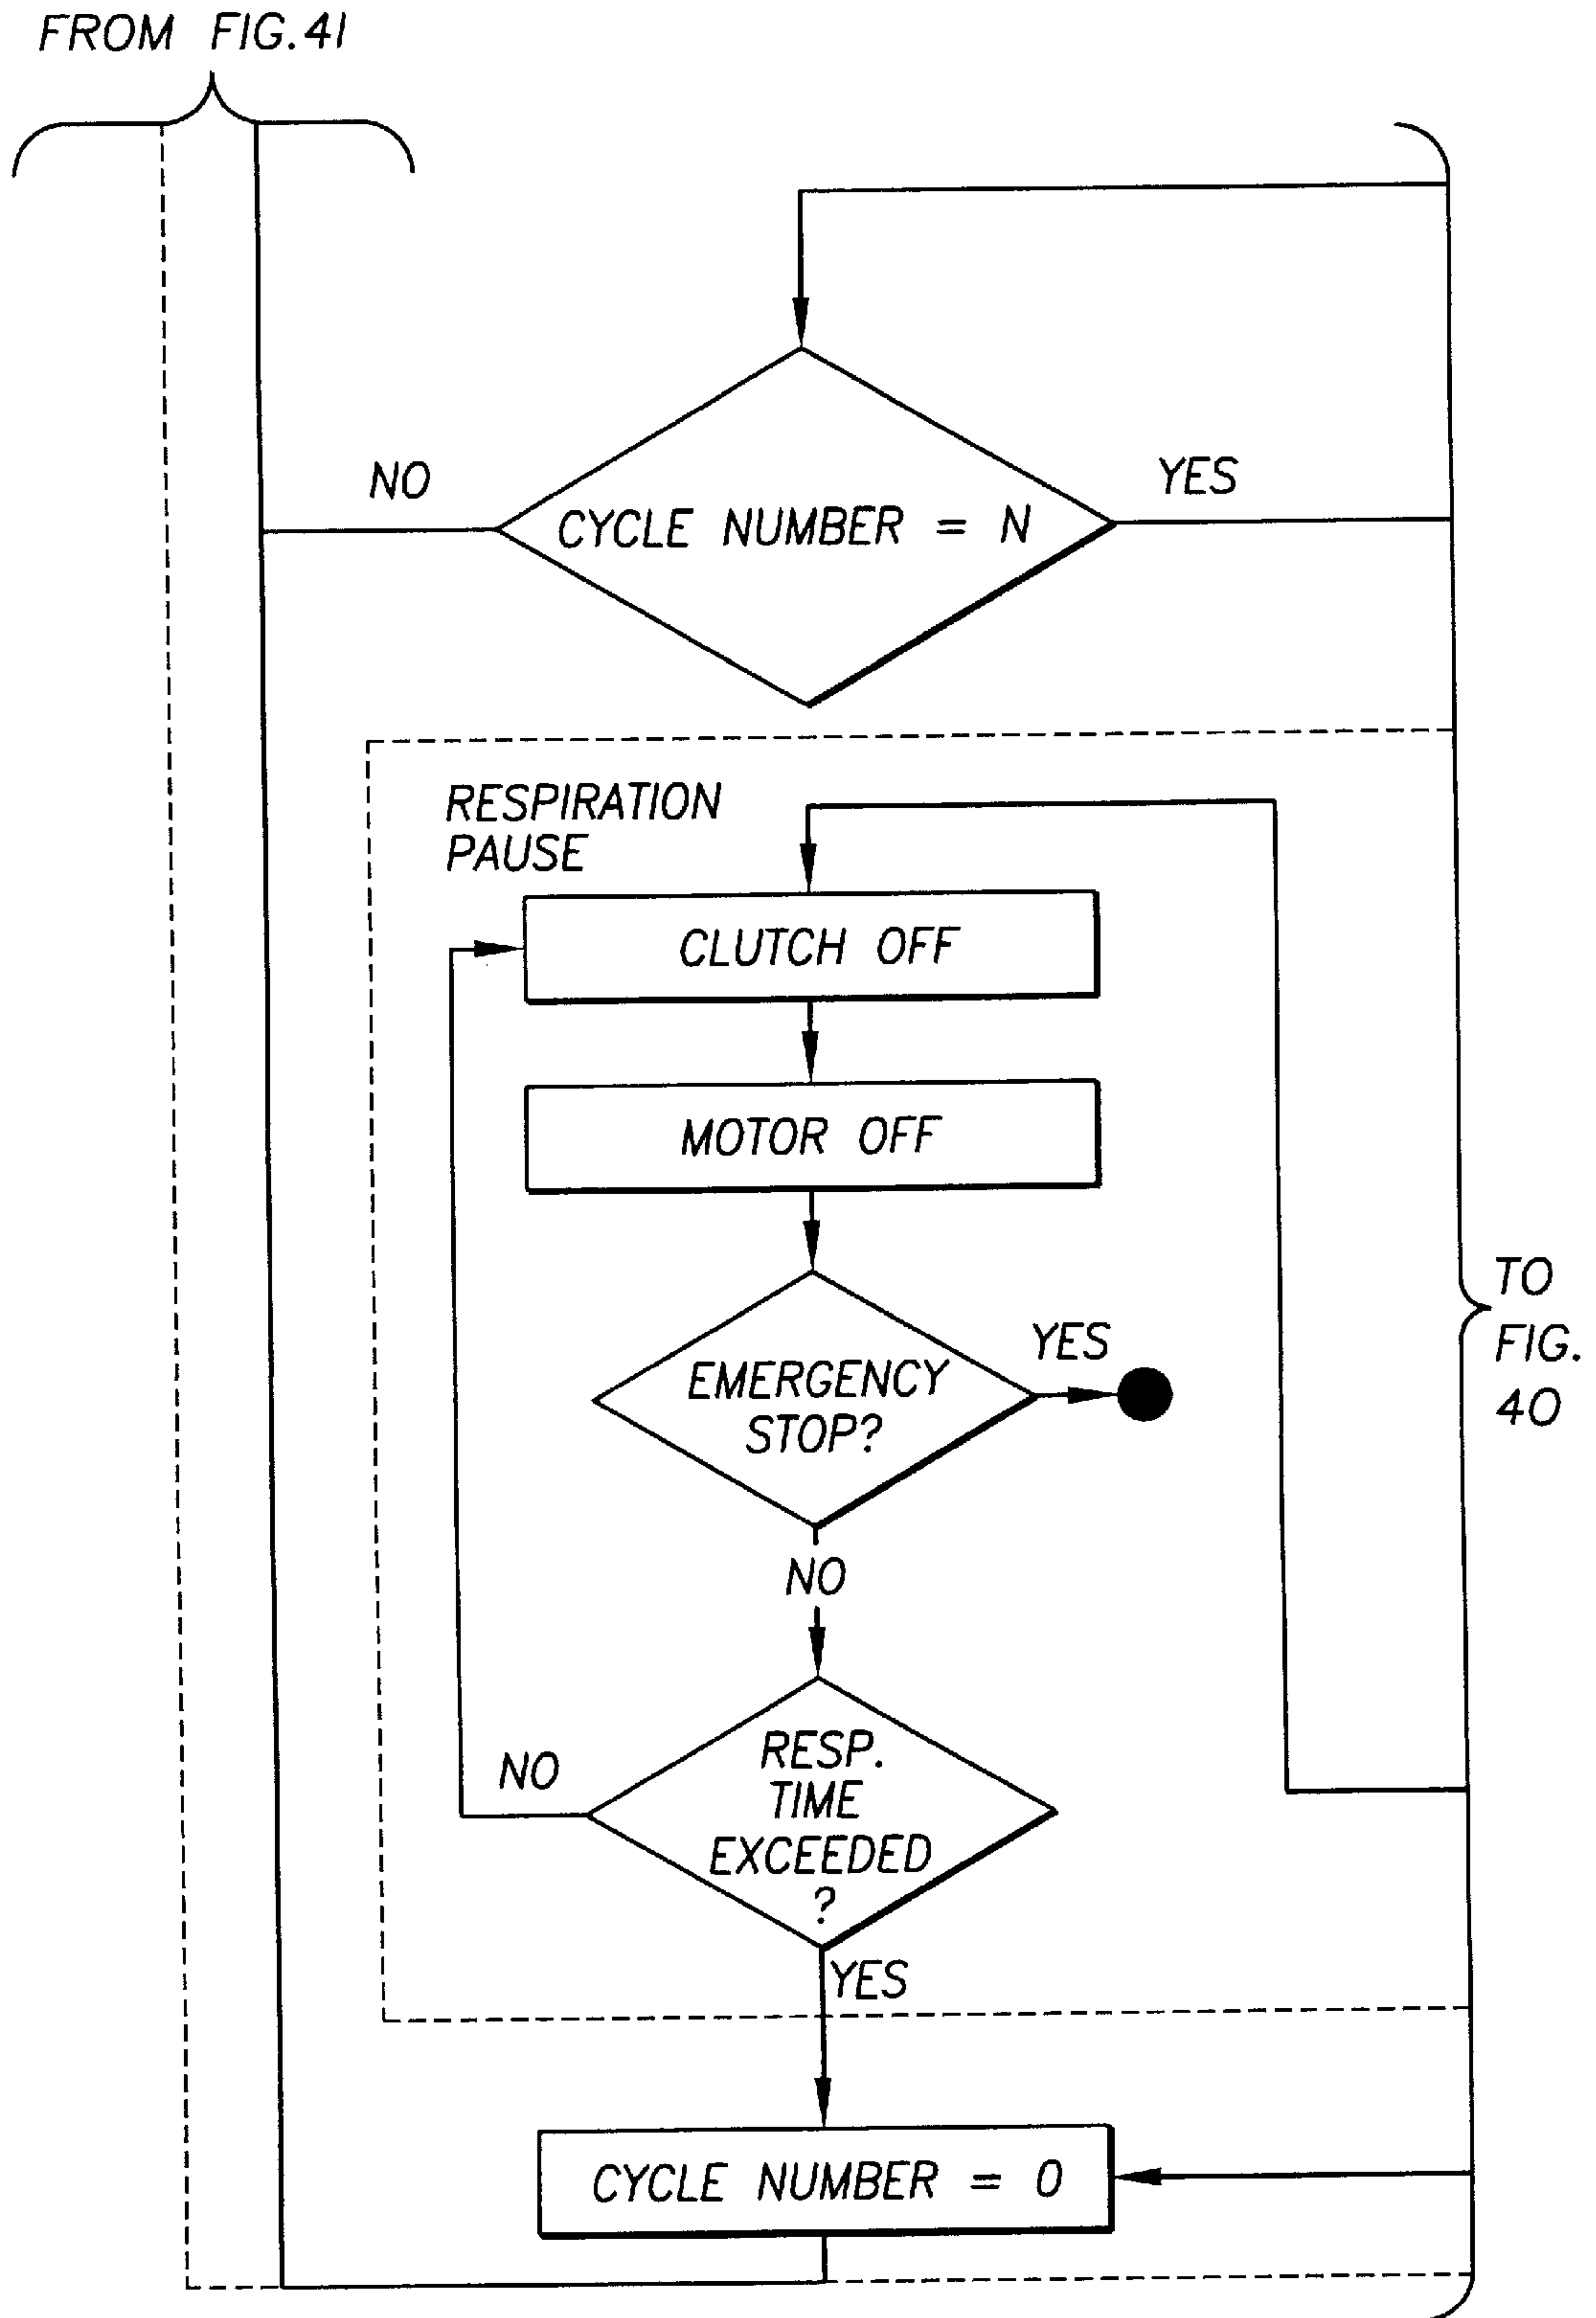 FROM FIG.41
NO
YES
CYCLE NUMBER = N
RESPIRATION
PAUSE
CLUTCH OFF
MOTOR OFF
TO
FIG.
40
YES
EMERGENCY
STOP?
NO
RESP.
TIME
EXCEEDED
?
NO
YES
CYCLE NUMBER = 0